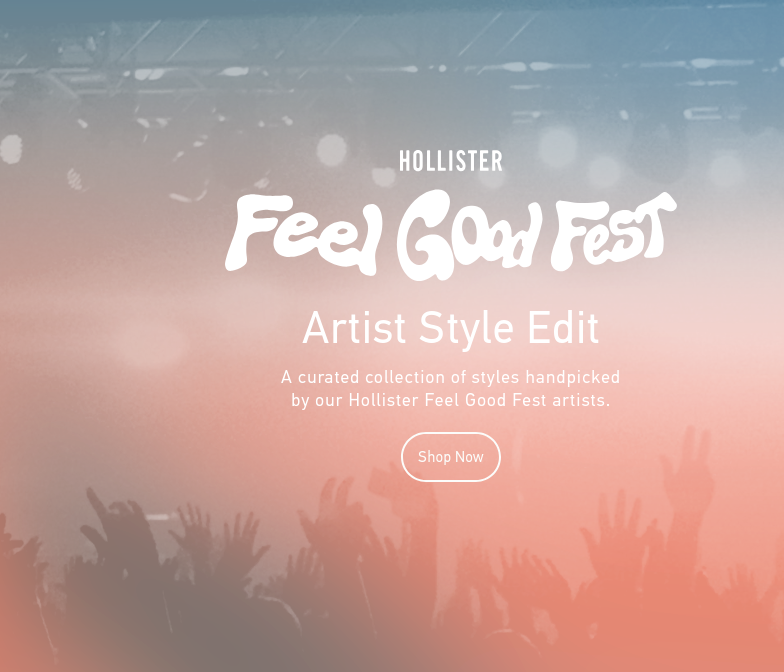 HOLLISTER
Feel Good Fest
Artist Style Edit
A curated collection of styles handpicked
by our Hollister Feel Good Fest artists.
Shop Now